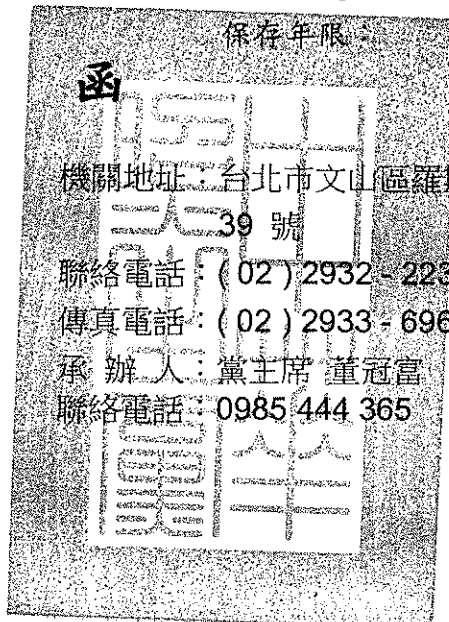 保存年限：
函
機關地址：台北市文山區羅
39 號
聯絡電話：( 02 ) 2932 - 223
傳真電話：( 02 ) 2933 - 696
承 辦 人：黨主席 董冠富
聯絡電話：0985 444 365